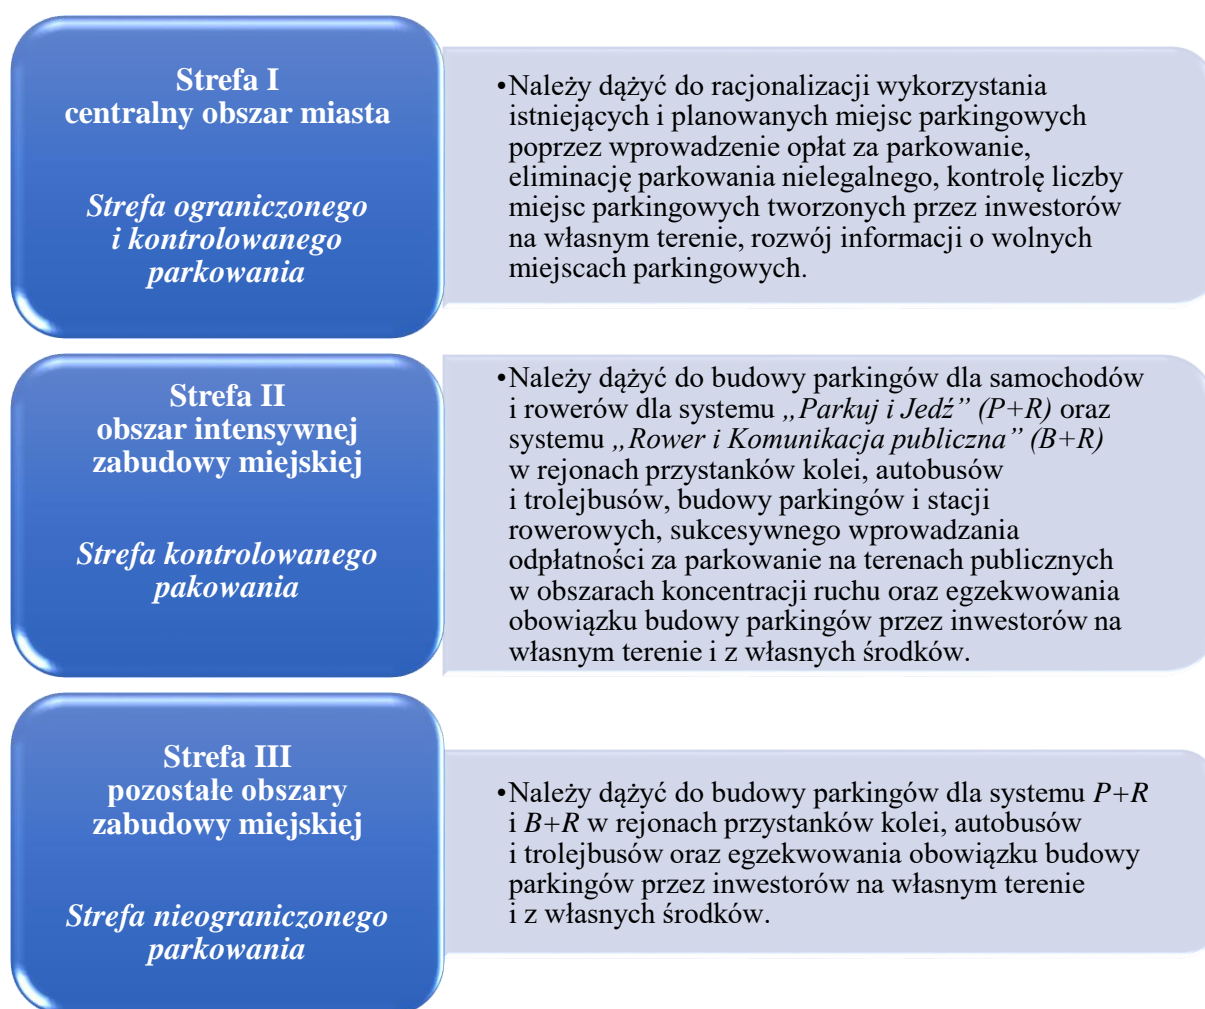 Strefa I
centralny obszar miasta
Strefa ograniczonego
i kontrolowanego
parkowania
•Należy dążyć do racjonalizacji wykorzystania
istniejących i planowanych miejsc parkingowych
poprzez wprowadzenie opłat za parkowanie,
eliminację parkowania nielegalnego, kontrolę liczby
miejsc parkingowych tworzonych przez inwestorów
na własnym terenie, rozwój informacji o wolnych
miejscach parkingowych.
Strefa II
obszar intensywnej
zabudowy miejskiej
Strefa kontrolowanego
pakowania
•Należy dążyć do budowy parkingów dla samochodów
i rowerów dla systemu „Parkuj i Jedź” (P+R) oraz
systemu „Rower i Komunikacja publiczna” (B+R)
w rejonach przystanków kolei, autobusów
i trolejbusów, budowy parkingów i stacji
rowerowych, sukcesywnego wprowadzania
odpłatności za parkowanie na terenach publicznych
w obszarach koncentracji ruchu oraz egzekwowania
obowiązku budowy parkingów przez inwestorów na
własnym terenie i z własnych środków.
Strefa III
pozostałe obszary
zabudowy miejskiej
Strefa nieograniczonego
parkowania
•Należy dążyć do budowy parkingów dla systemu P+R
i B+R w rejonach przystanków kolei, autobusów
i trolejbusów oraz egzekwowania obowiązku budowy
parkingów przez inwestorów na własnym terenie
i z własnych środków.